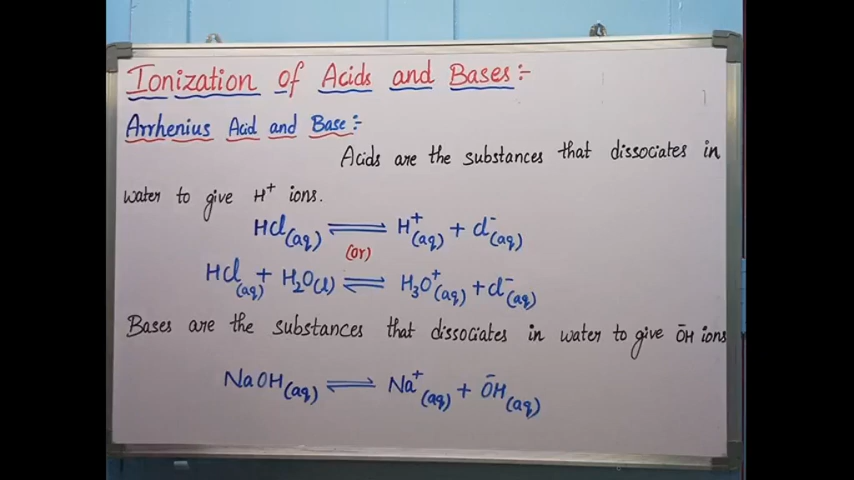 Ionization of Acids and Bases:-
Arrhenius Acid and Base:-
Acids are the substances that dissociates in
water to give H⁺ ions.
HCl(aq) ⇌ H⁺(aq) + Cl⁻(aq)
(or)
HCl(aq) + H₂O(l) ⇌ H₃O⁺(aq) + Cl⁻(aq)
Bases are the substances that dissociates in water to give ŌH ions
NaOH(aq) ⇌ Na⁺(aq) + ŌH(aq)